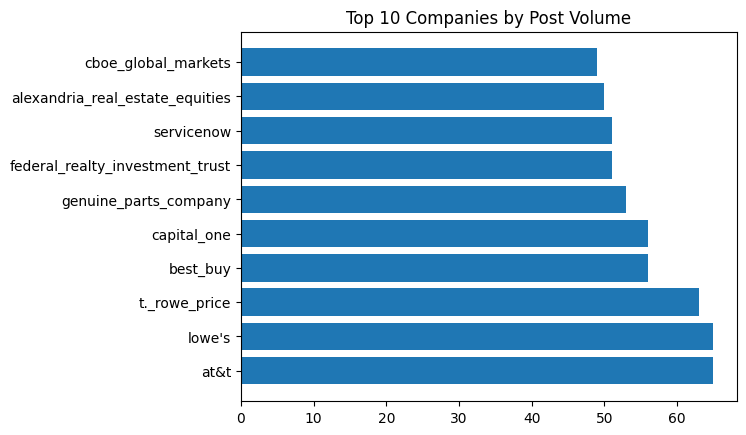 Top 10 Companies by Post Volume
cboe_global_markets
alexandria_real_estate_equities
servicenow
federal_realty_investment_trust
genuine_parts_company
capital_one
best_buy
t._rowe_price
lowe's
at&t
0 10 20 30 40 50 60